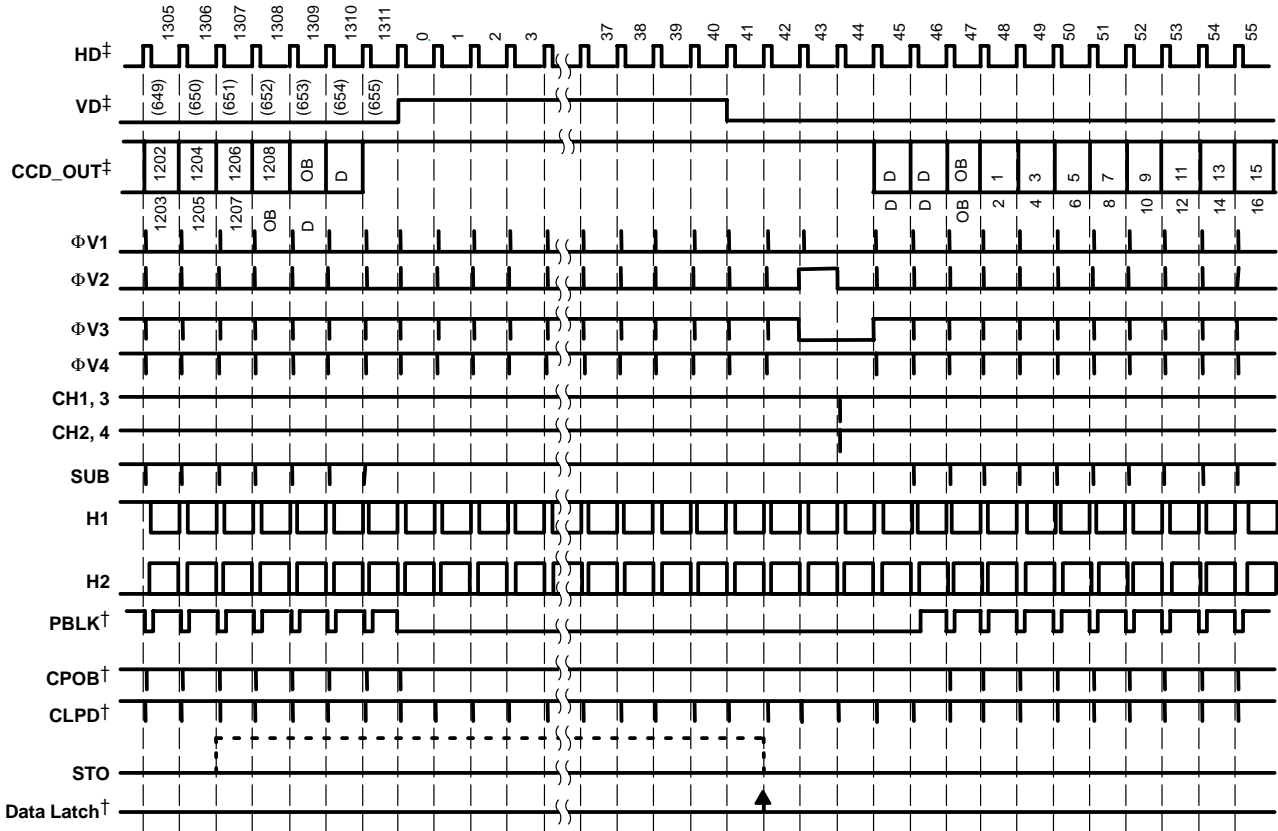 1305 1306 1307 1308 1309 1310 1311 0 1 2 3 37 38 39 40 41 42 43 44 45 46 47 48 49 50 51 52 53 54 55
HD‡
(649) (650) (651) (652) (653) (654) (655)
VD‡
CCD_OUT‡
1202 1204 1206 1208 OB D D D OB 1 3 5 7 9 11 13 15
1203 1205 1207 OB D D D OB 2 4 6 8 10 12 14 16
ΦV1
ΦV2
ΦV3
ΦV4
CH1, 3
CH2, 4
SUB
H1
H2
PBLK†
CPOB†
CLPD†
STO
Data Latch†